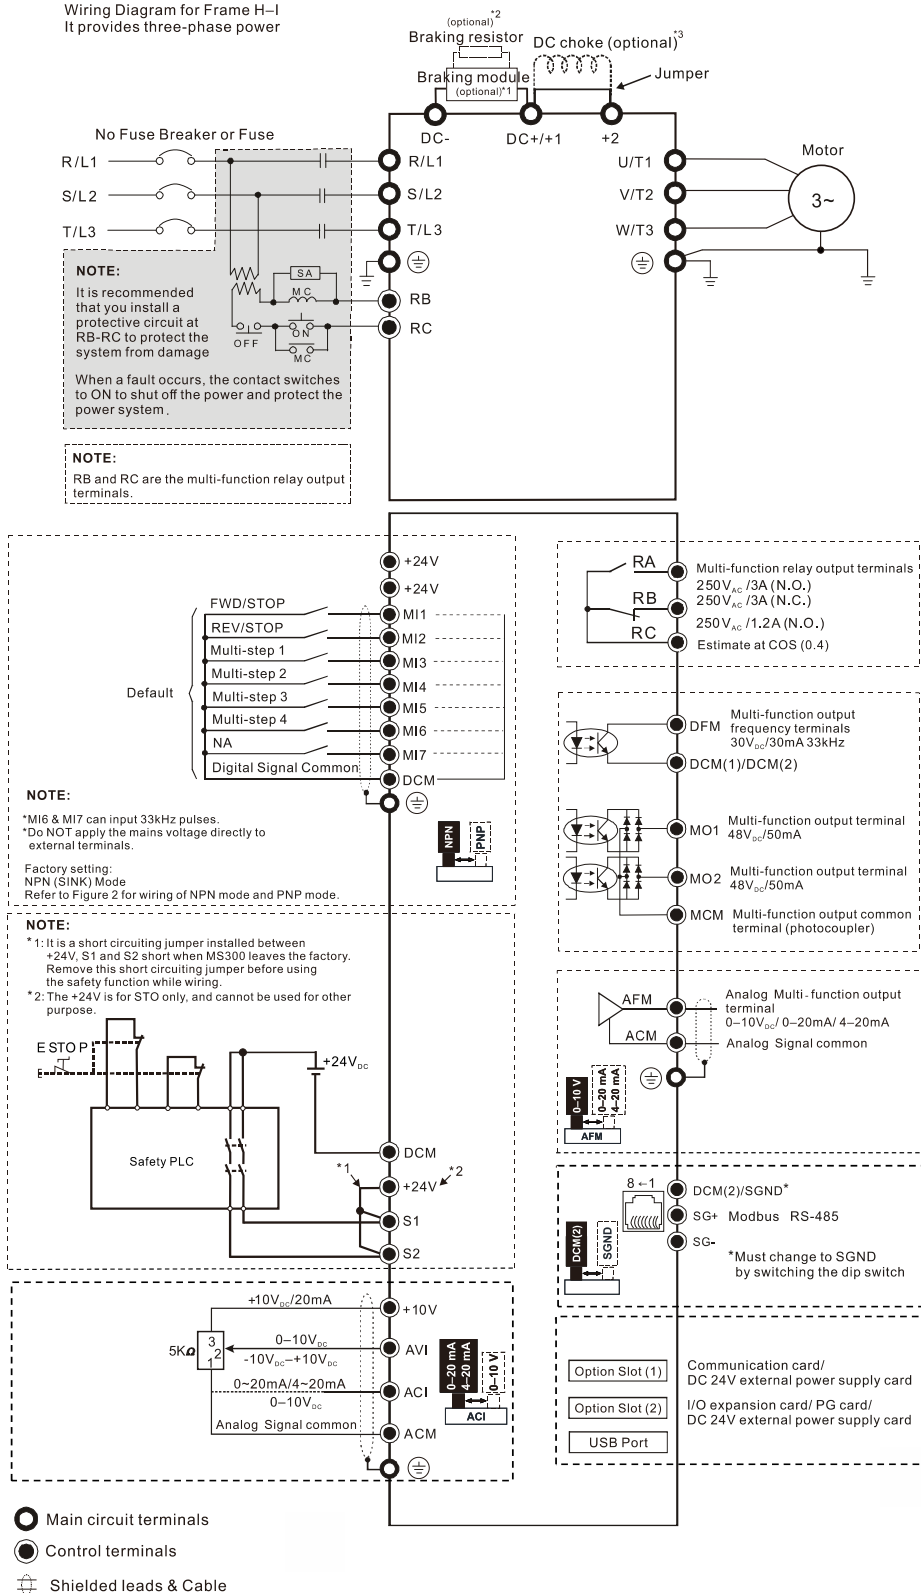 Wiring Diagram for Frame H–I
It provides three-phase power
(optional)*2
Braking resistor
DC choke (optional)*3
Braking module
(optional)*1
Jumper
DC-
DC+/+1
+2
No Fuse Breaker or Fuse
R/L1
R/L1
U/T1
Motor
S/L2
S/L2
V/T2
3~
T/L3
T/L3
W/T3
NOTE:
It is recommended
that you install a
protective circuit at
RB-RC to protect the
system from damage
When a fault occurs, the contact switches
to ON to shut off the power and protect the
power system.
SA
MC
RB
OFF
ON
MC
RC
NOTE:
RB and RC are the multi-function relay output
terminals.
+24V
+24V
Default
FWD/STOP
MI1
REV/STOP
MI2
Multi-step 1
MI3
Multi-step 2
MI4
Multi-step 3
MI5
Multi-step 4
MI6
NA
MI7
Digital Signal Common
DCM
NOTE:
*MI6 & MI7 can input 33kHz pulses.
*Do NOT apply the mains voltage directly to
external terminals.
Factory setting:
NPN (SINK) Mode
Refer to Figure 2 for wiring of NPN mode and PNP mode.
NPN
PNP
RA
RB
RC
Multi-function relay output terminals
250VAC /3A (N.O.)
250VAC /3A (N.C.)
250VAC /1.2A (N.O.)
Estimate at COS (0.4)
DFM
Multi-function output
frequency terminals
30VDC/30mA 33kHz
DCM(1)/DCM(2)
MO1
Multi-function output terminal
48VDC/50mA
MO2
Multi-function output terminal
48VDC/50mA
MCM
Multi-function output common
terminal (photocoupler)
NOTE:
*1: It is a short circuiting jumper installed between
+24V, S1 and S2 short when MS300 leaves the factory.
Remove this short circuiting jumper before using
the safety function while wiring.
*2: The +24V is for STO only, and cannot be used for other
purpose.
ESTOP
+24VDC
Safety PLC
DCM
*1
+24V
*2
S1
S2
AFM
ACM
Analog Multi-function output
terminal
0–10VDC/ 0–20mA/ 4–20mA
Analog Signal common
0–10 V
0–20 mA
4–20 mA
AFM
8←1
DCM(2)/SGND*
SG+ Modbus RS-485
SG-
DCM(2)
SGND
*Must change to SGND
by switching the dip switch
+10VDC/20mA
+10V
5KΩ
3
2
1
0–10VDC
-10VDC–+10VDC
AVI
0~20mA/4~20mA
0–10VDC
ACI
Analog Signal common
ACM
0–20 mA
4–20 mA
0–10 V
ACI
Option Slot (1)
Communication card/
DC 24V external power supply card
Option Slot (2)
I/O expansion card/ PG card/
DC 24V external power supply card
USB Port
Main circuit terminals
Control terminals
Shielded leads & Cable